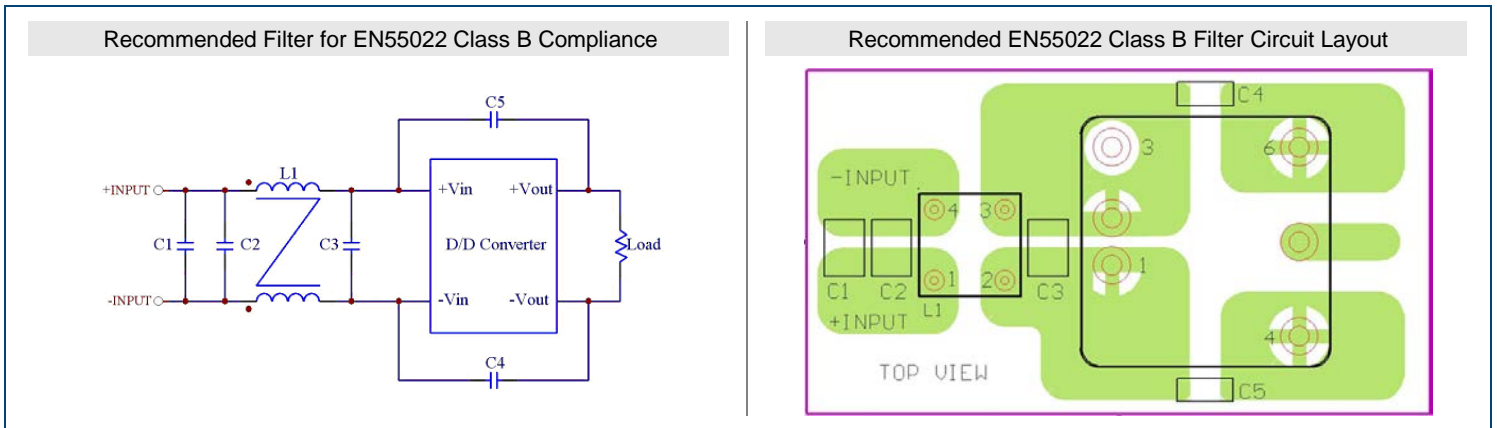 Recommended Filter for EN55022 Class B Compliance
C5
L1
+INPUT
+Vin
+Vout
C1
C2
C3
D/D Converter
Load
-INPUT
-Vin
-Vout
C4
Recommended EN55022 Class B Filter Circuit Layout
C4
3
6
-INPUT
4
3
1
1
2
C1
C2
C3
L1
+INPUT
4
TOP VIEW
C5